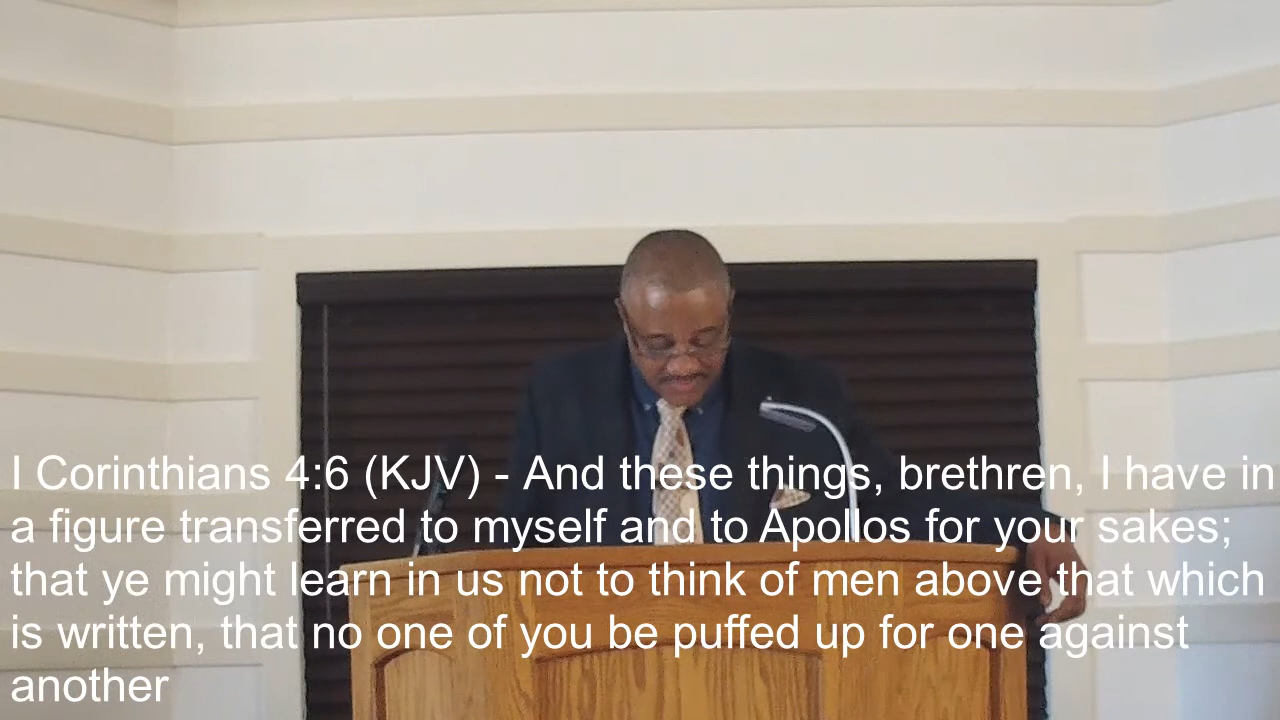 I Corinthians 4:6 (KJV) - And these things, brethren, I have in
a figure transferred to myself and to Apollos for your sakes;
that ye might learn in us not to think of men above that which
is written, that no one of you be puffed up for one against
another